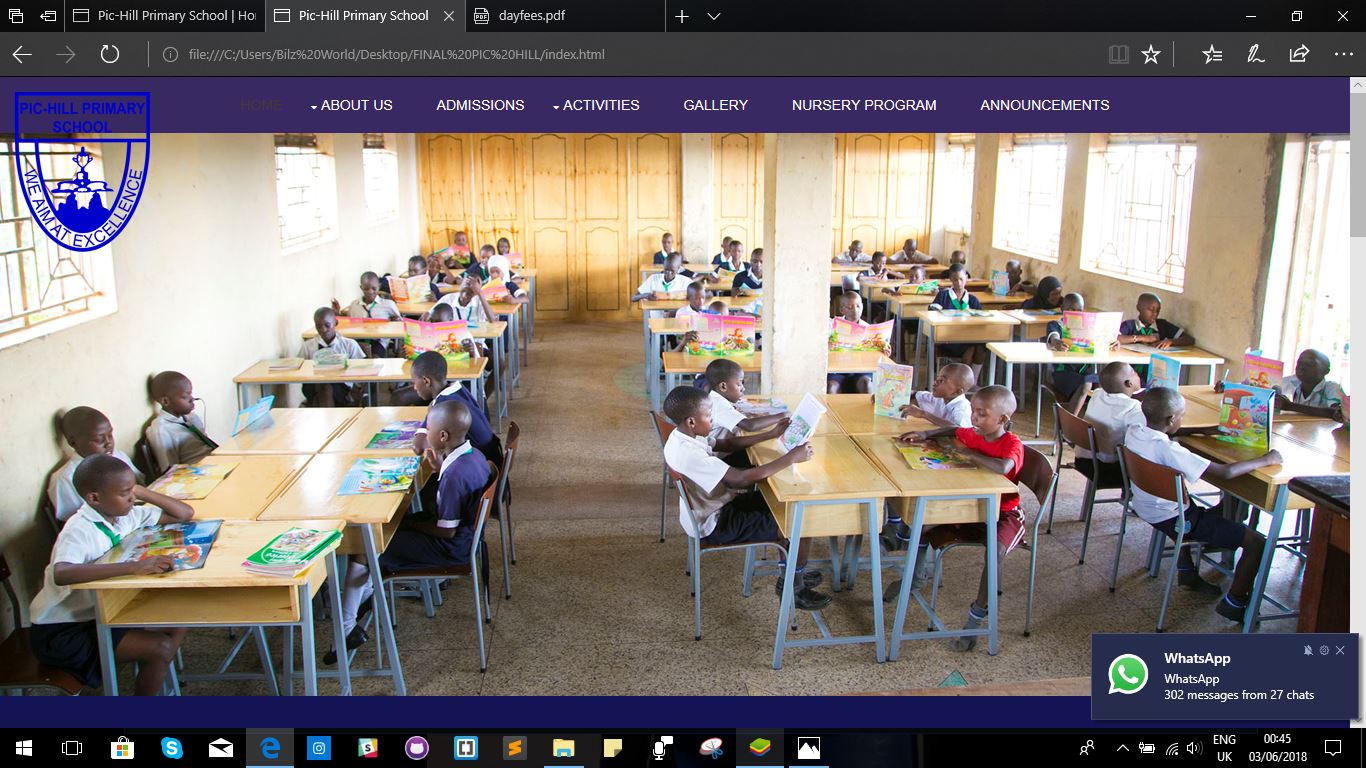 Pic-Hill Primary School | Ho
Pic-Hill Primary School
dayfees.pdf
file:///C:/Users/Bilz%20World/Desktop/FINAL%20PIC%20HILL/index.html
PIC-HILL PRIMARY
SCHOOL
WE AIM AT EXCELLENCE
HOME
ABOUT US
ADMISSIONS
ACTIVITIES
GALLERY
NURSERY PROGRAM
ANNOUNCEMENTS
WhatsApp
WhatsApp
302 messages from 27 chats
ENG
UK
00:45
03/06/2018